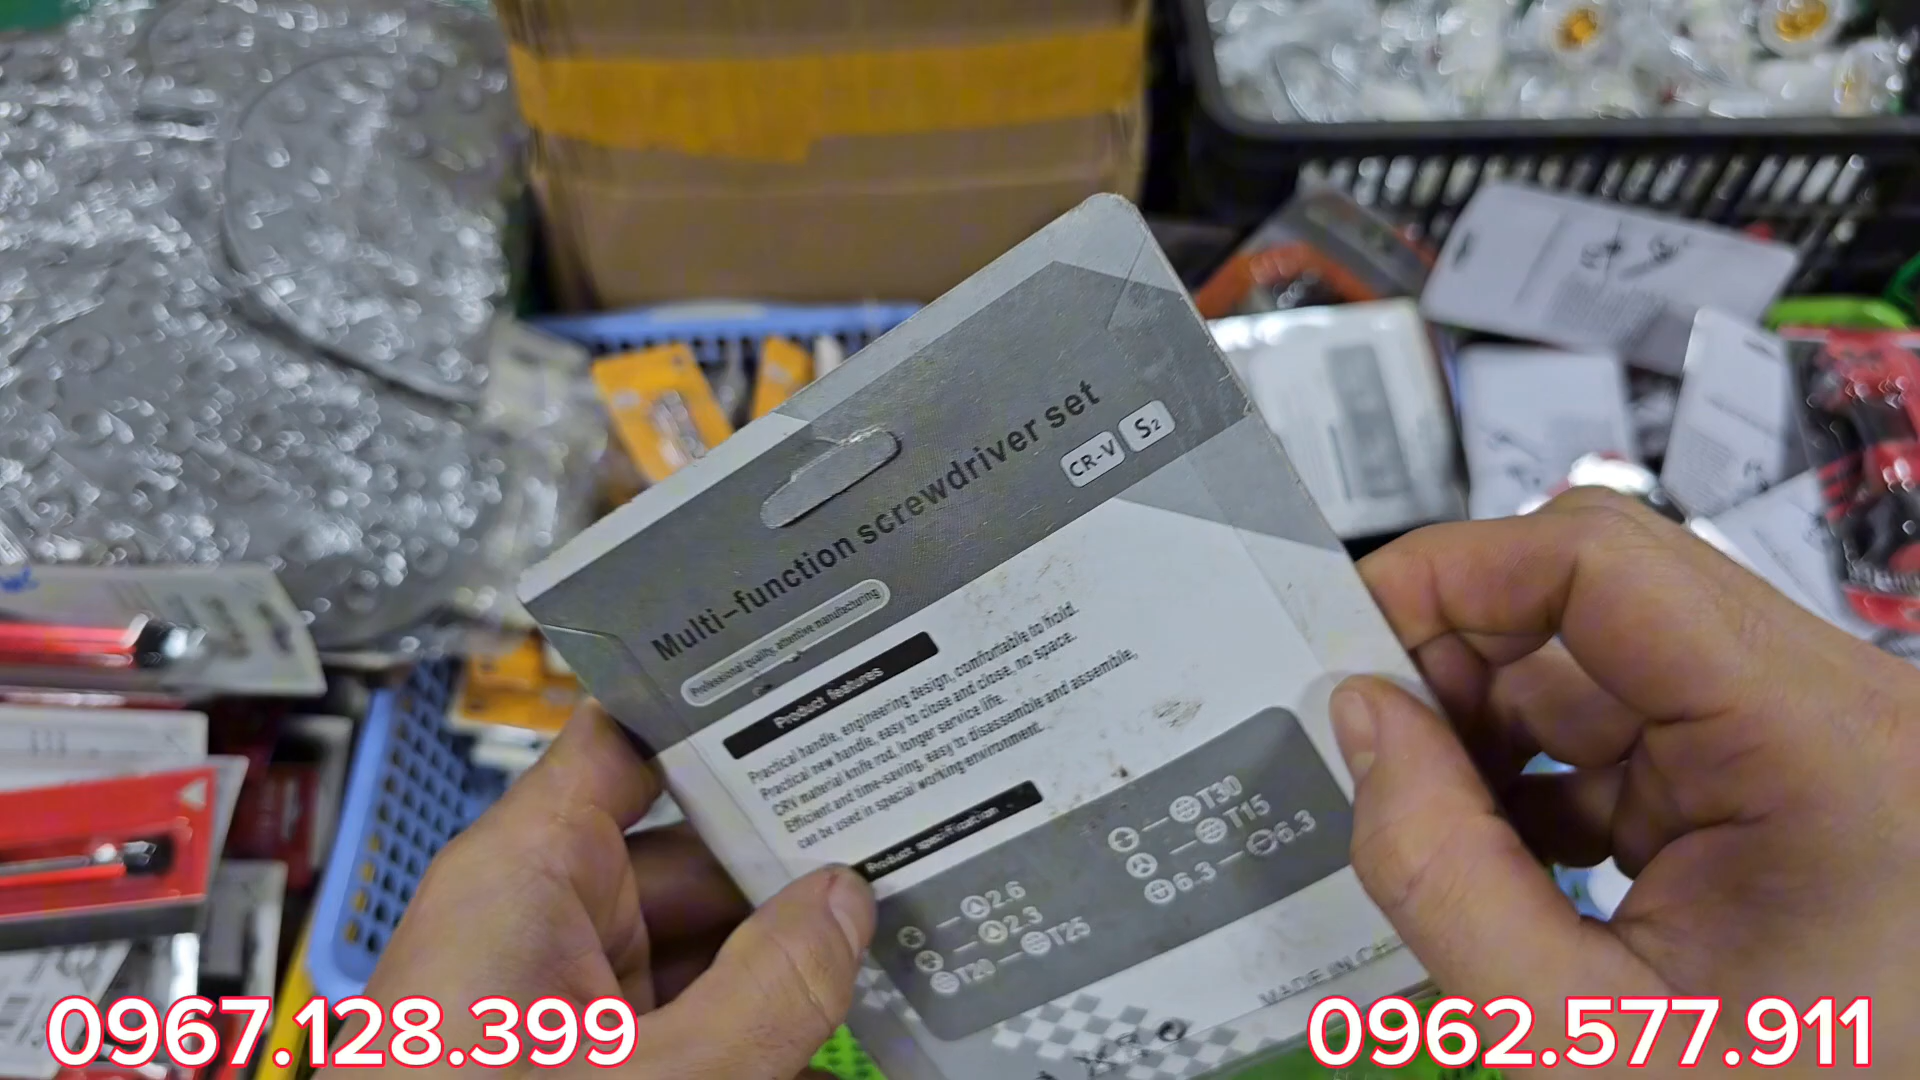 Multi-function screwdriver set
CR-V S2
Professional quality, attentive manufacturing
Product features
Practical handle, engineering design, comfortable to hold.
Practical new handle, easy to close and close, no space.
CRV material knife rod, longer service life.
Efficient and time-saving, easy to disassemble and assemble,
can be used in special working environment.
Product specification
— 2.6
— 2.3
T20 — T25
— T30
— T15
6.3 — 6.3
MADE IN
0967.128.399
0962.577.911